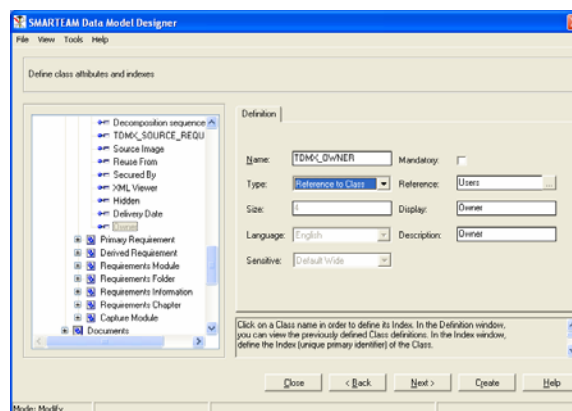 SMARTEAM Data Model Designer
File View Tools Help
Define class attributes and indexes
Decomposition sequence
TDMX_SOURCE_REQU
Source Image
Reuse From
Secured By
XML Viewer
Hidden
Delivery Date
Owner
Primary Requirement
Derived Requirement
Requirements Module
Requirements Folder
Requirements Information
Requirements Chapter
Capture Module
Documents
Definition
Name: TDMX_OWNER Mandatory:
Type: Reference to Class Reference: Users ...
Size: 4 Display: Owner
Language: English Description: Owner
Sensitive: Default Wide
Click on a Class name in order to define its Index. In the Definition window,
you can view the previously defined Class definitions. In the Index window,
define the Index (unique primary identifier) of the Class.
Close < Back Next > Create Help
Mode: Modify